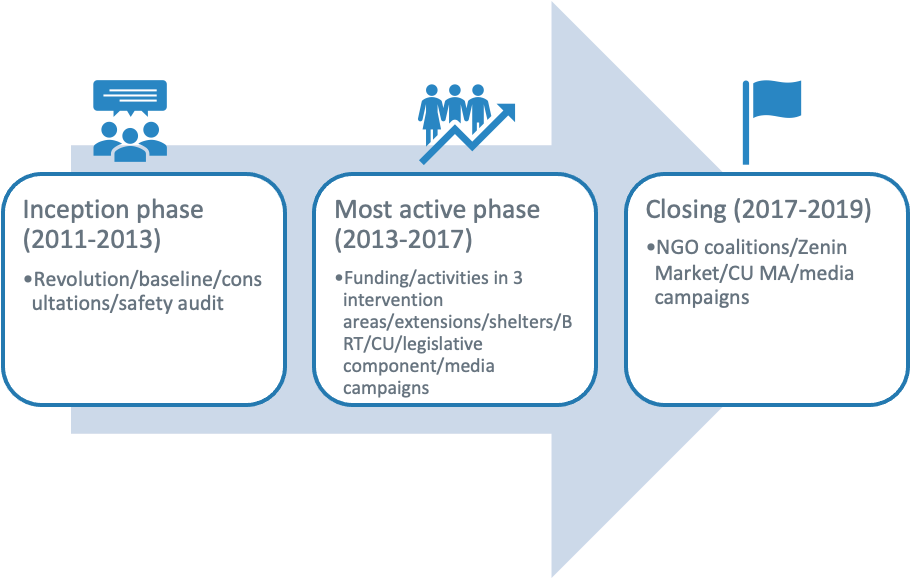 Inception phase
(2011-2013)
•Revolution/baseline/cons
ultations/safety audit
Most active phase
(2013-2017)
•Funding/activities in 3
intervention
areas/extensions/shelters/B
RT/CU/legislative
component/media
campaigns
Closing (2017-2019)
•NGO coalitions/Zenin
Market/CU MA/media
campaigns